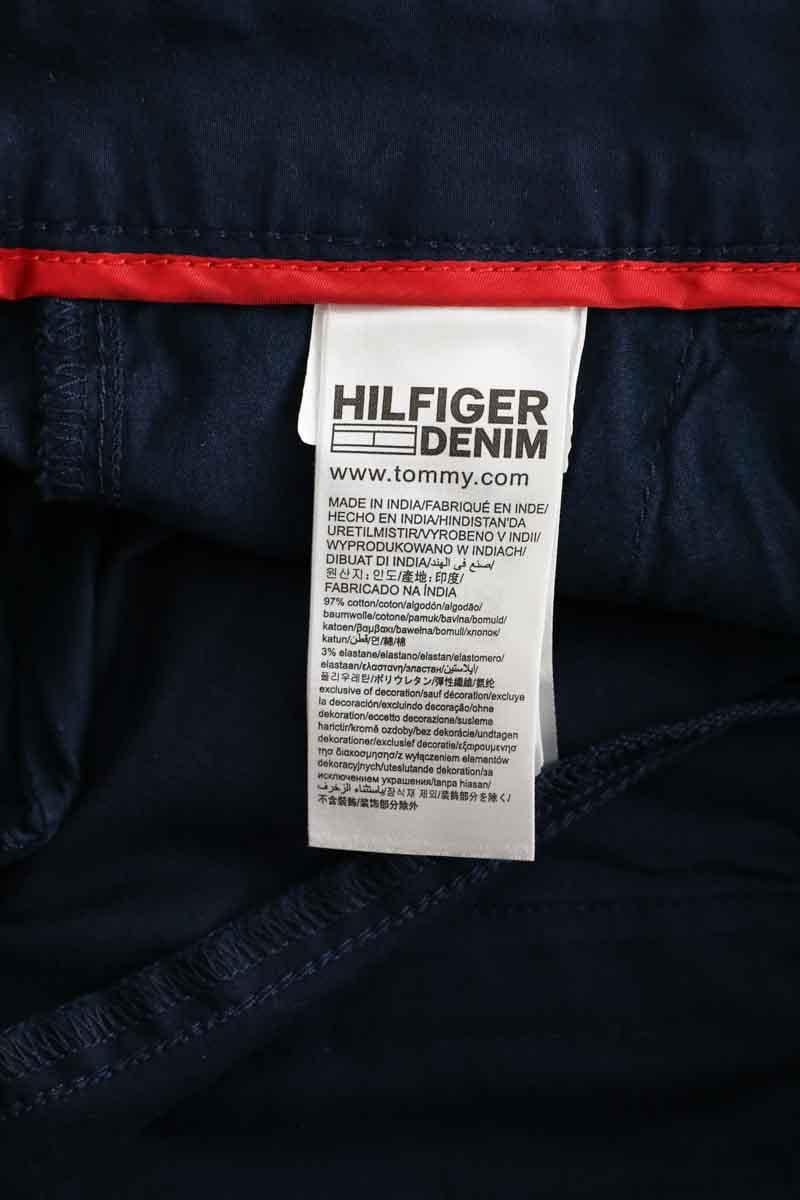 HILFIGER
DENIM
www.tommy.com
MADE IN INDIA/FABRIQUÉ EN INDE/
HECHO EN INDIA/HINDISTAN'DA
URETILMISTIR/VYROBENO V INDII/
WYPRODUKOWANO W INDIACH/
DIBUAT DI INDIA/صنع في الهند/
원산지: 인도/產地: 印度/
FABRICADO NA ÍNDIA
97% cotton/coton/algodón/algodão/
baumwolle/cotone/pamuk/bavlna/bomuld/
katoen/βαμβακι/bawełna/bomull/хлопок/
katun/قطن/면/綿/棉
3% elastane/elastano/elastan/elastomero/
elastaan/ελαστανη/эластан/ايلاستين/
폴리우레탄/ポリウレタン/彈性纖維/氨纶
exclusive of decoration/sauf décoration/excluye
la decoración/excluindo decoração/ohne
dekoration/eccetto decorazione/susleme
harictir/kromě ozdoby/bez dekorácie/undtagen
dekorationer/exclusief decoratie/εξαιρουμενησ
τησ διακοσμησησ/z wyłączeniem elementów
dekoracyjnych/uteslutande dekoration/за
исключением украшения/tanpa hiasan/
باستثناء الزخرف/장식재 제외/装飾部分を除く/
不含裝飾/装饰部分除外